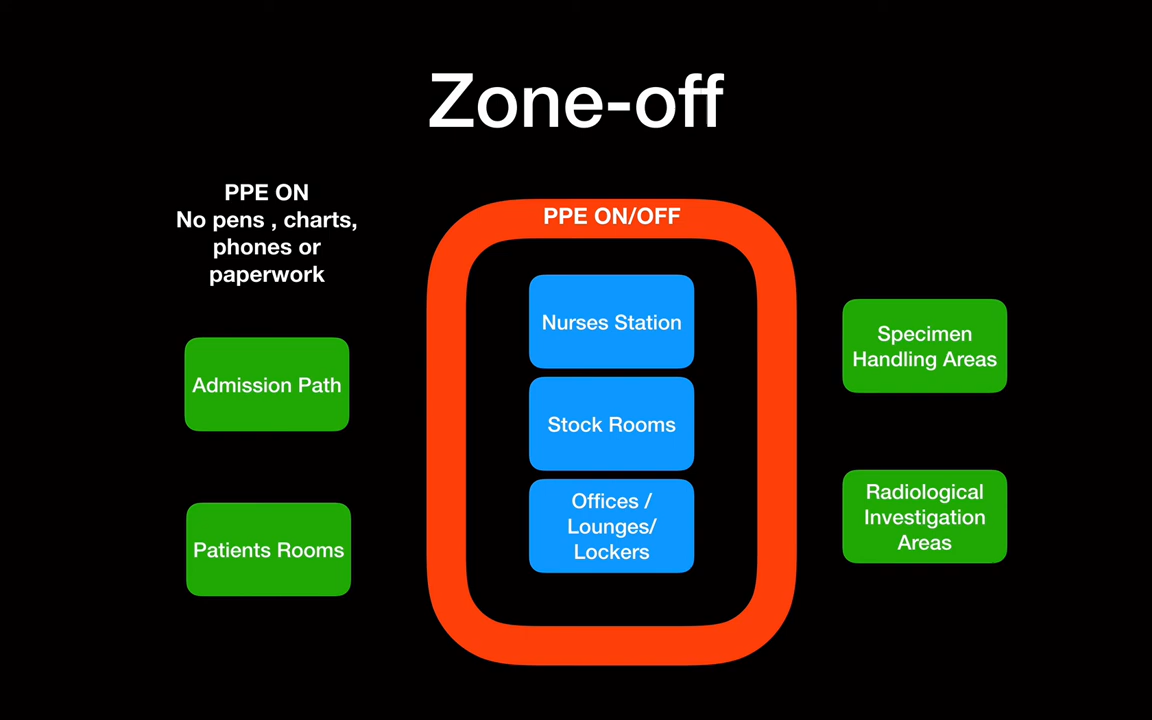 Zone-off
PPE ON
No pens , charts,
phones or
paperwork
Admission Path
Patients Rooms
PPE ON/OFF
Nurses Station
Stock Rooms
Offices /
Lounges/
Lockers
Specimen
Handling Areas
Radiological
Investigation
Areas